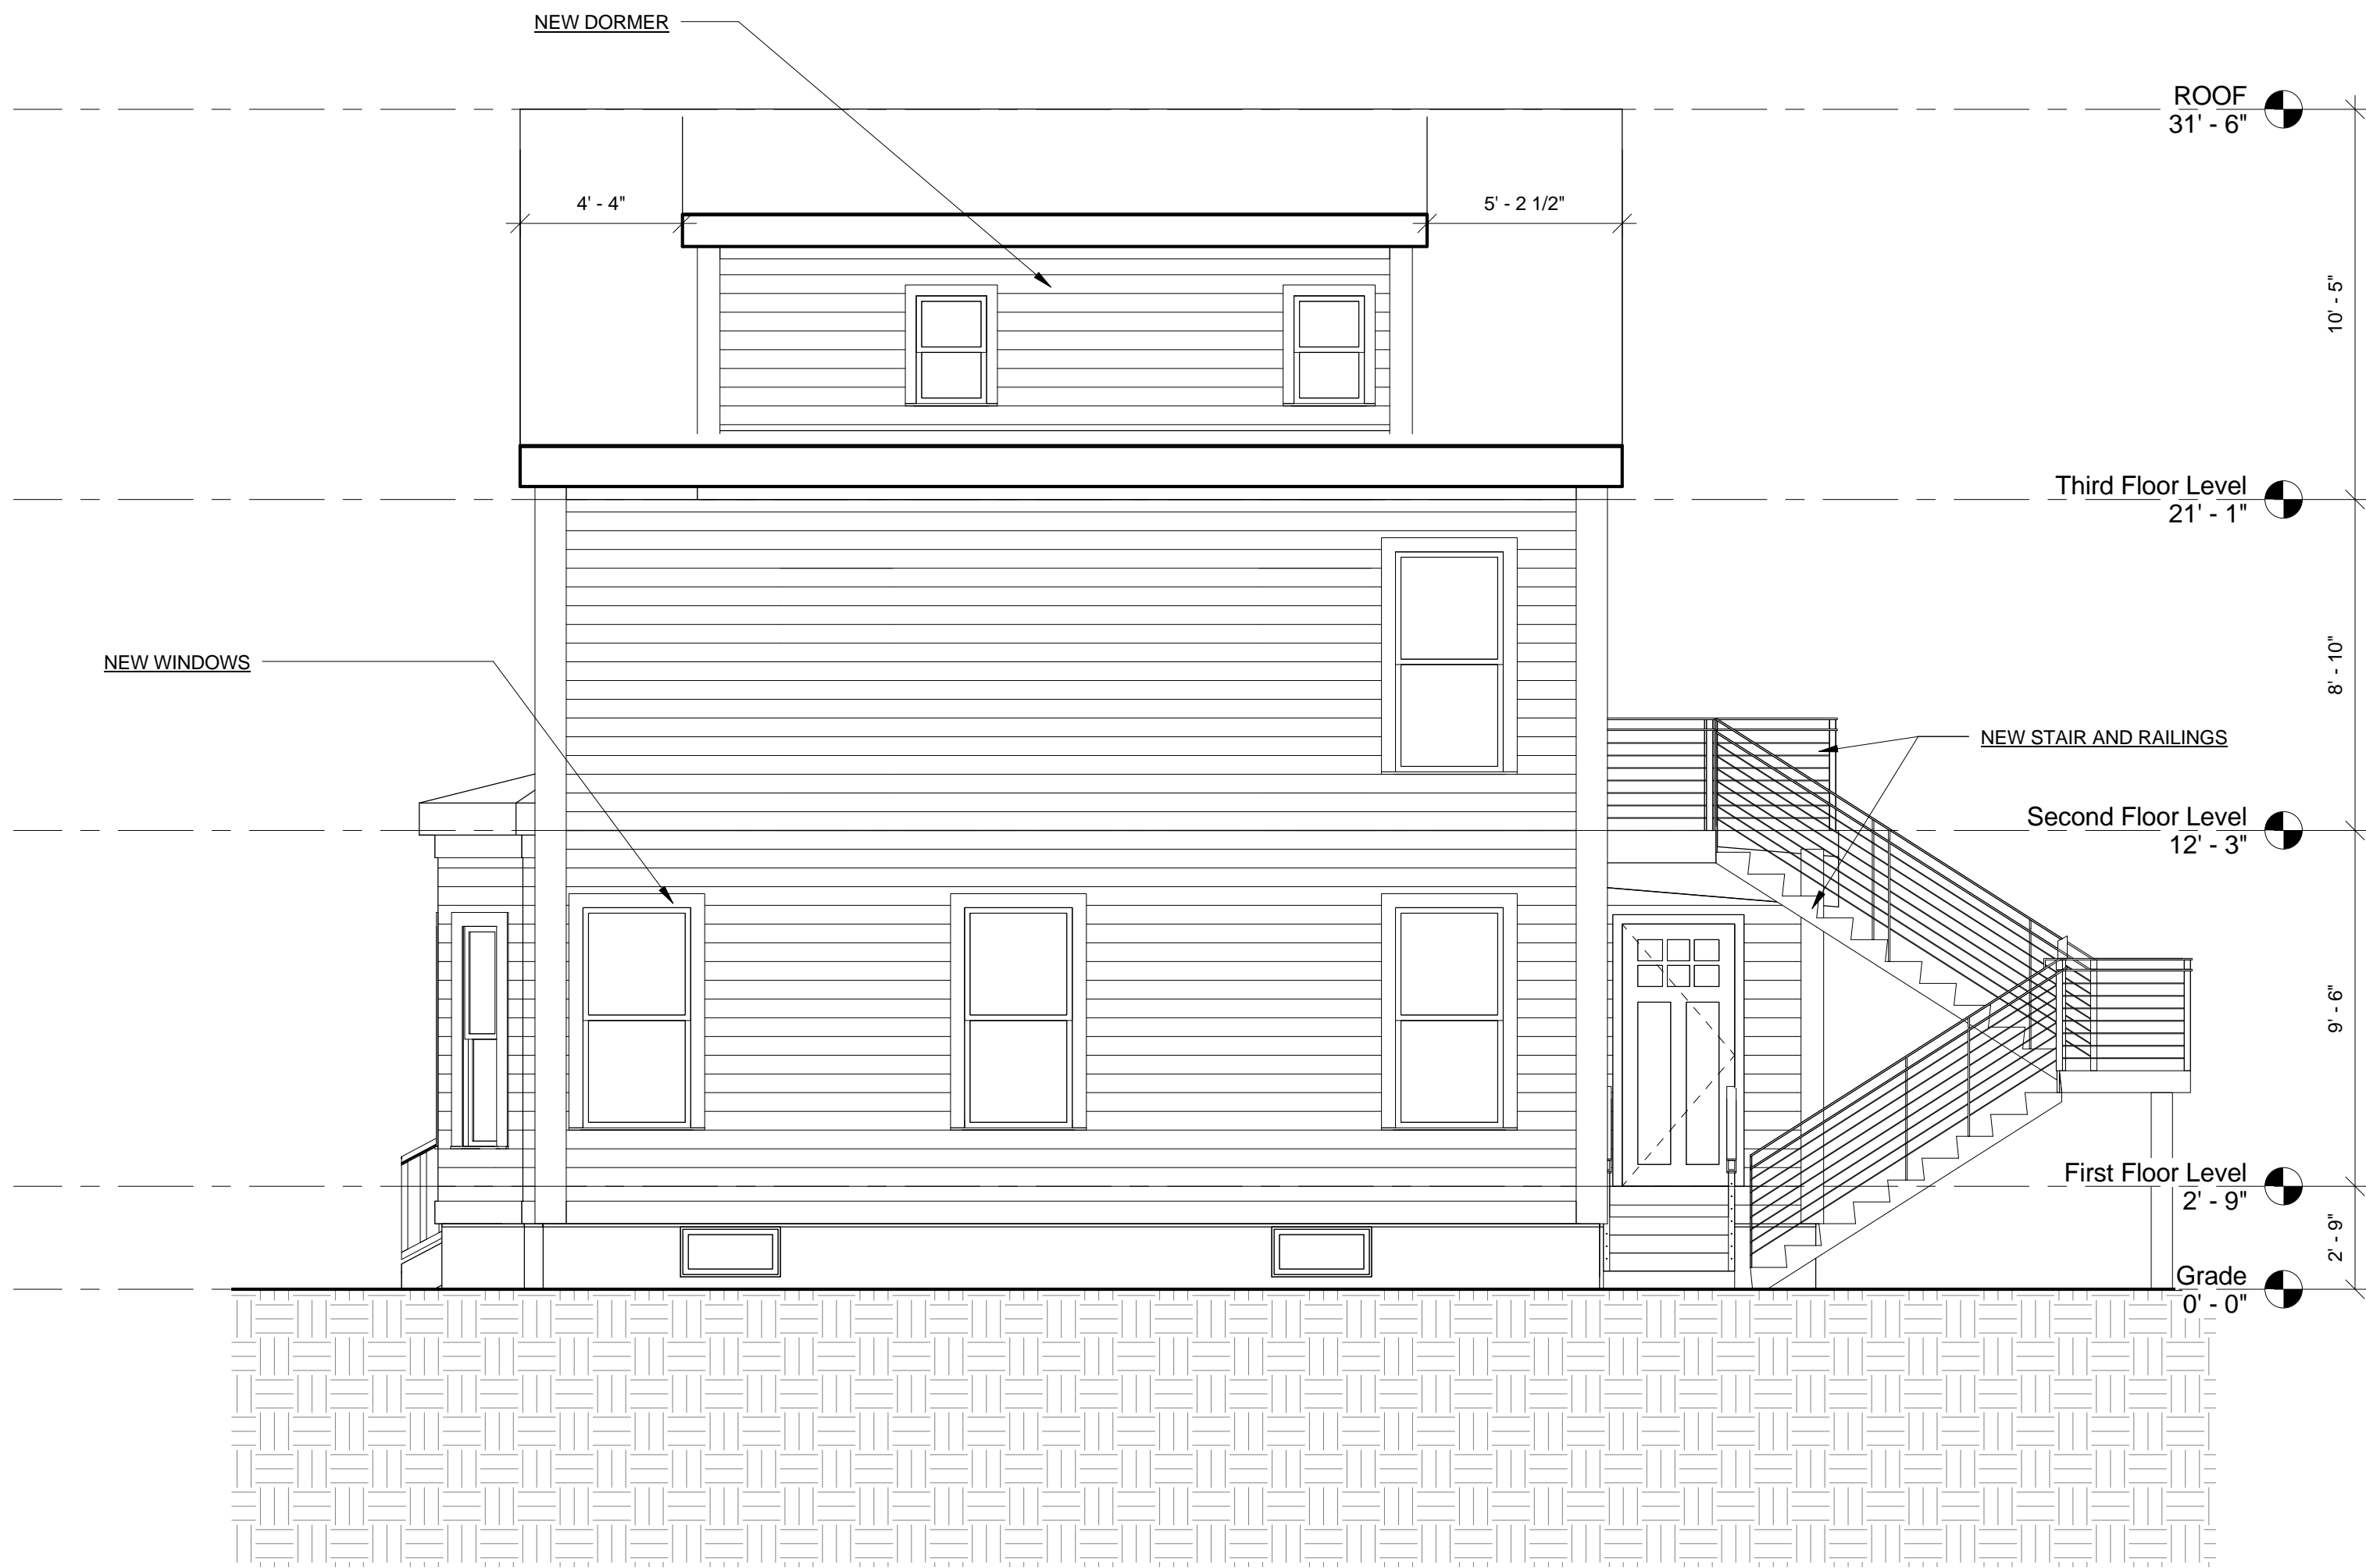 NEW DORMER
ROOF
31' - 6"
4' - 4"
5' - 2 1/2"
10' - 5"
Third Floor Level
21' - 1"
NEW WINDOWS
8' - 10"
NEW STAIR AND RAILINGS
Second Floor Level
12' - 3"
9' - 6"
First Floor Level
2' - 9"
2' - 9"
Grade
0' - 0"